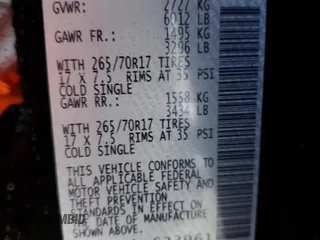 GVWR: 2727 KG
6012 LB
GAWR FR.: 1495 KG
3296 LB
WITH 265/70R17 TIRES
17 x 7.5 RIMS AT 35 PSI
COLD SINGLE
GAWR RR.: 1558 KG
3434 LB
WITH 265/70R17 TIRES
17 x 7.5 RIMS AT 35 PSI
COLD SINGLE
THIS VEHICLE CONFORMS TO
ALL APPLICABLE FEDERAL
MOTOR VEHICLE SAFETY AND
THEFT PREVENTION
STANDARDS IN EFFECT ON
DATE OF MANUFACTURE
SHOWN ABOVE.